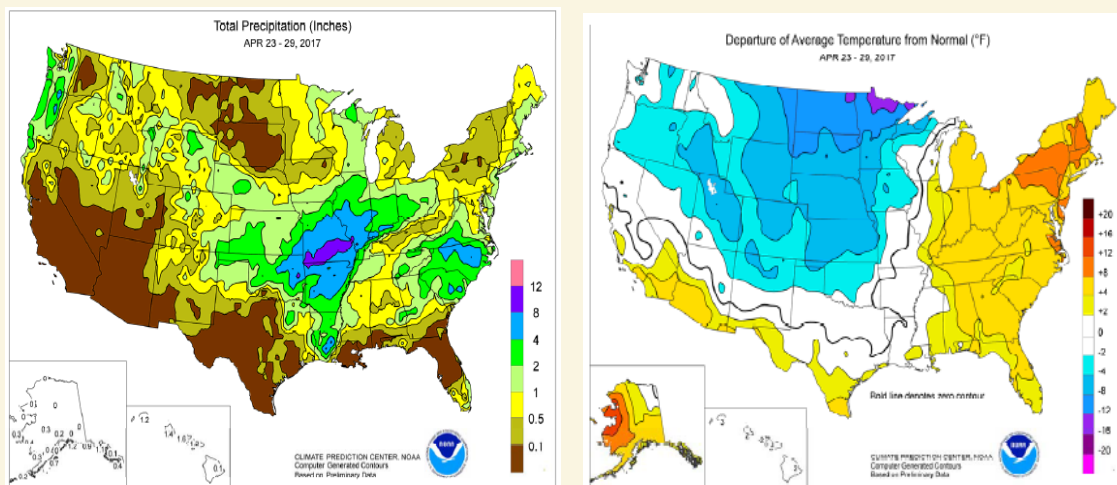 Total Precipitation (Inches)
APR 23 - 29, 2017
12
8
4
2
1
0.5
0.1
CLIMATE PREDICTION CENTER, NOAA
Computer Generated Contours
Based on Preliminary Data
NOAA
Departure of Average Temperature from Normal (°F)
APR 23 - 29, 2017
+20
+16
+12
+8
+4
+2
0
-2
-4
-8
-12
-16
-20
Bold line denotes zero contour
CLIMATE PREDICTION CENTER, NOAA
Computer Generated Contours
Based on Preliminary Data
NOAA